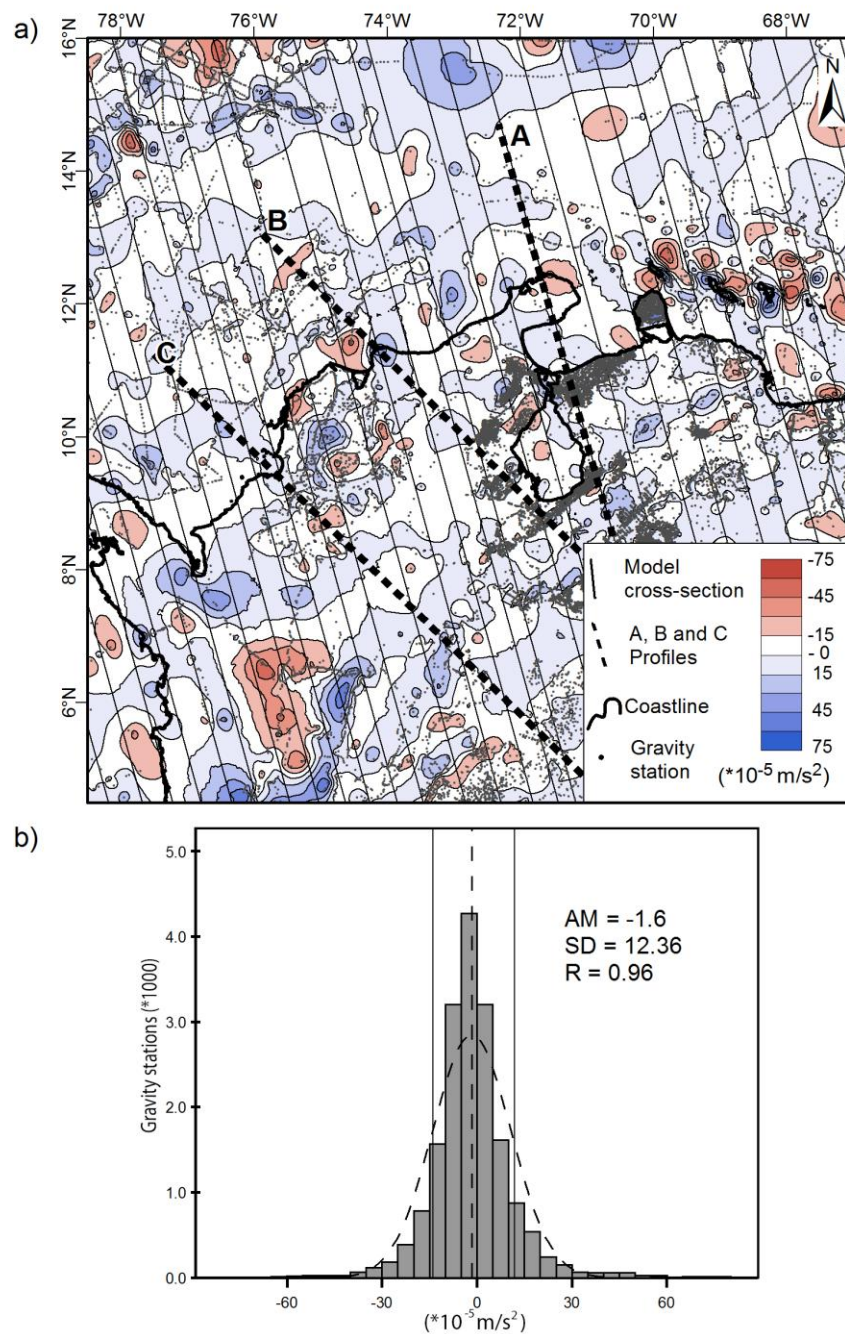 a)
78°W 76°W 74°W 72°W 70°W 68°W
16°N
14°N
12°N
10°N
8°N
6°N
N
A
B
C
Model
cross-section
A, B and C
Profiles
Coastline
Gravity
station
-75
-45
-15
- 0
15
45
75
(*10⁻⁵ m/s²)
b)
Gravity stations (*1000)
5.0
4.0
3.0
2.0
1.0
0.0
AM = -1.6
SD = 12.36
R = 0.96
-60 -30 0 30 60
(*10⁻⁵ m/s²)